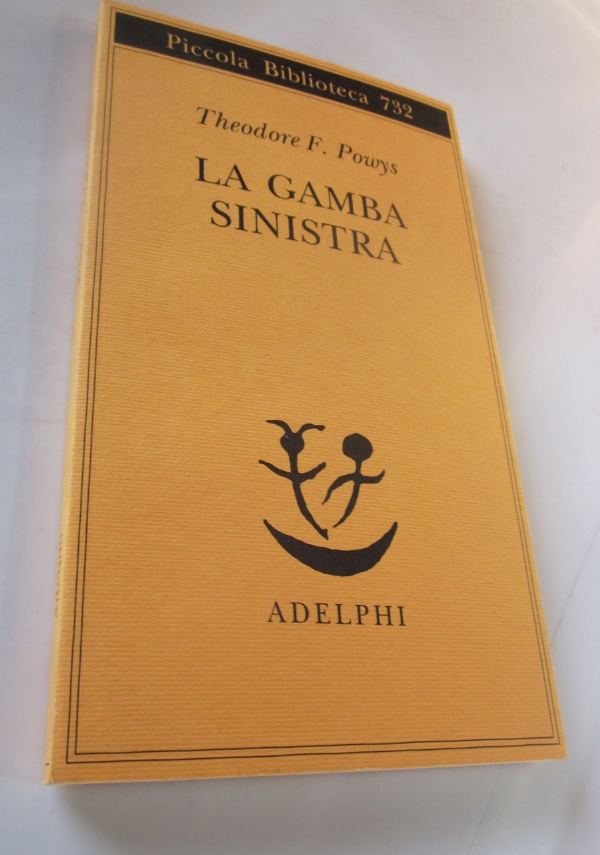 Piccola Biblioteca 732
Theodore F. Powys
LA GAMBA
SINISTRA
ADELPHI